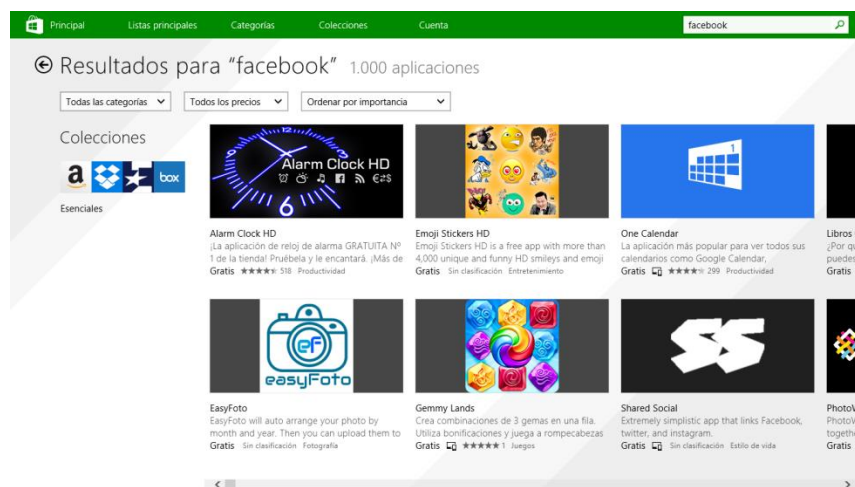 Principal Listas principales Categorías Colecciones Cuenta facebook
Resultados para “facebook” 1.000 aplicaciones
Todas las categorías Todos los precios Ordenar por importancia
Colecciones
a box
Esenciales
12
Alarm Clock HD
6
Alarm Clock HD
¡La aplicación de reloj de alarma GRATUITA Nº
1 de la tienda! Pruébela y le encantará. ¡Más de
Gratis 518 Productividad
Emoji Stickers HD
Emoji Stickers HD is a free app with more than
4,000 unique and funny HD smileys and emoji
Gratis Sin clasificación Entretenimiento
1
One Calendar
La aplicación más popular para ver todos sus
calendarios como Google Calendar,
Gratis 299 Productividad
Libros
¿Por qu
puedes
Gratis
ef
easyFoto
EasyFoto
EasyFoto will auto arrange your photo by
month and year. Then you can upload them to
Gratis Sin clasificación Fotografía
Gemmy Lands
Crea combinaciones de 3 gemas en una fila.
Utiliza bonificaciones y juega a rompecabezas
Gratis 1 Juegos
SS
Shared Social
Extremely simplistic app that links Facebook,
twitter, and instagram.
Gratis Sin clasificación Estilo de vida
PhotoW
PhotoW
togethe
Gratis